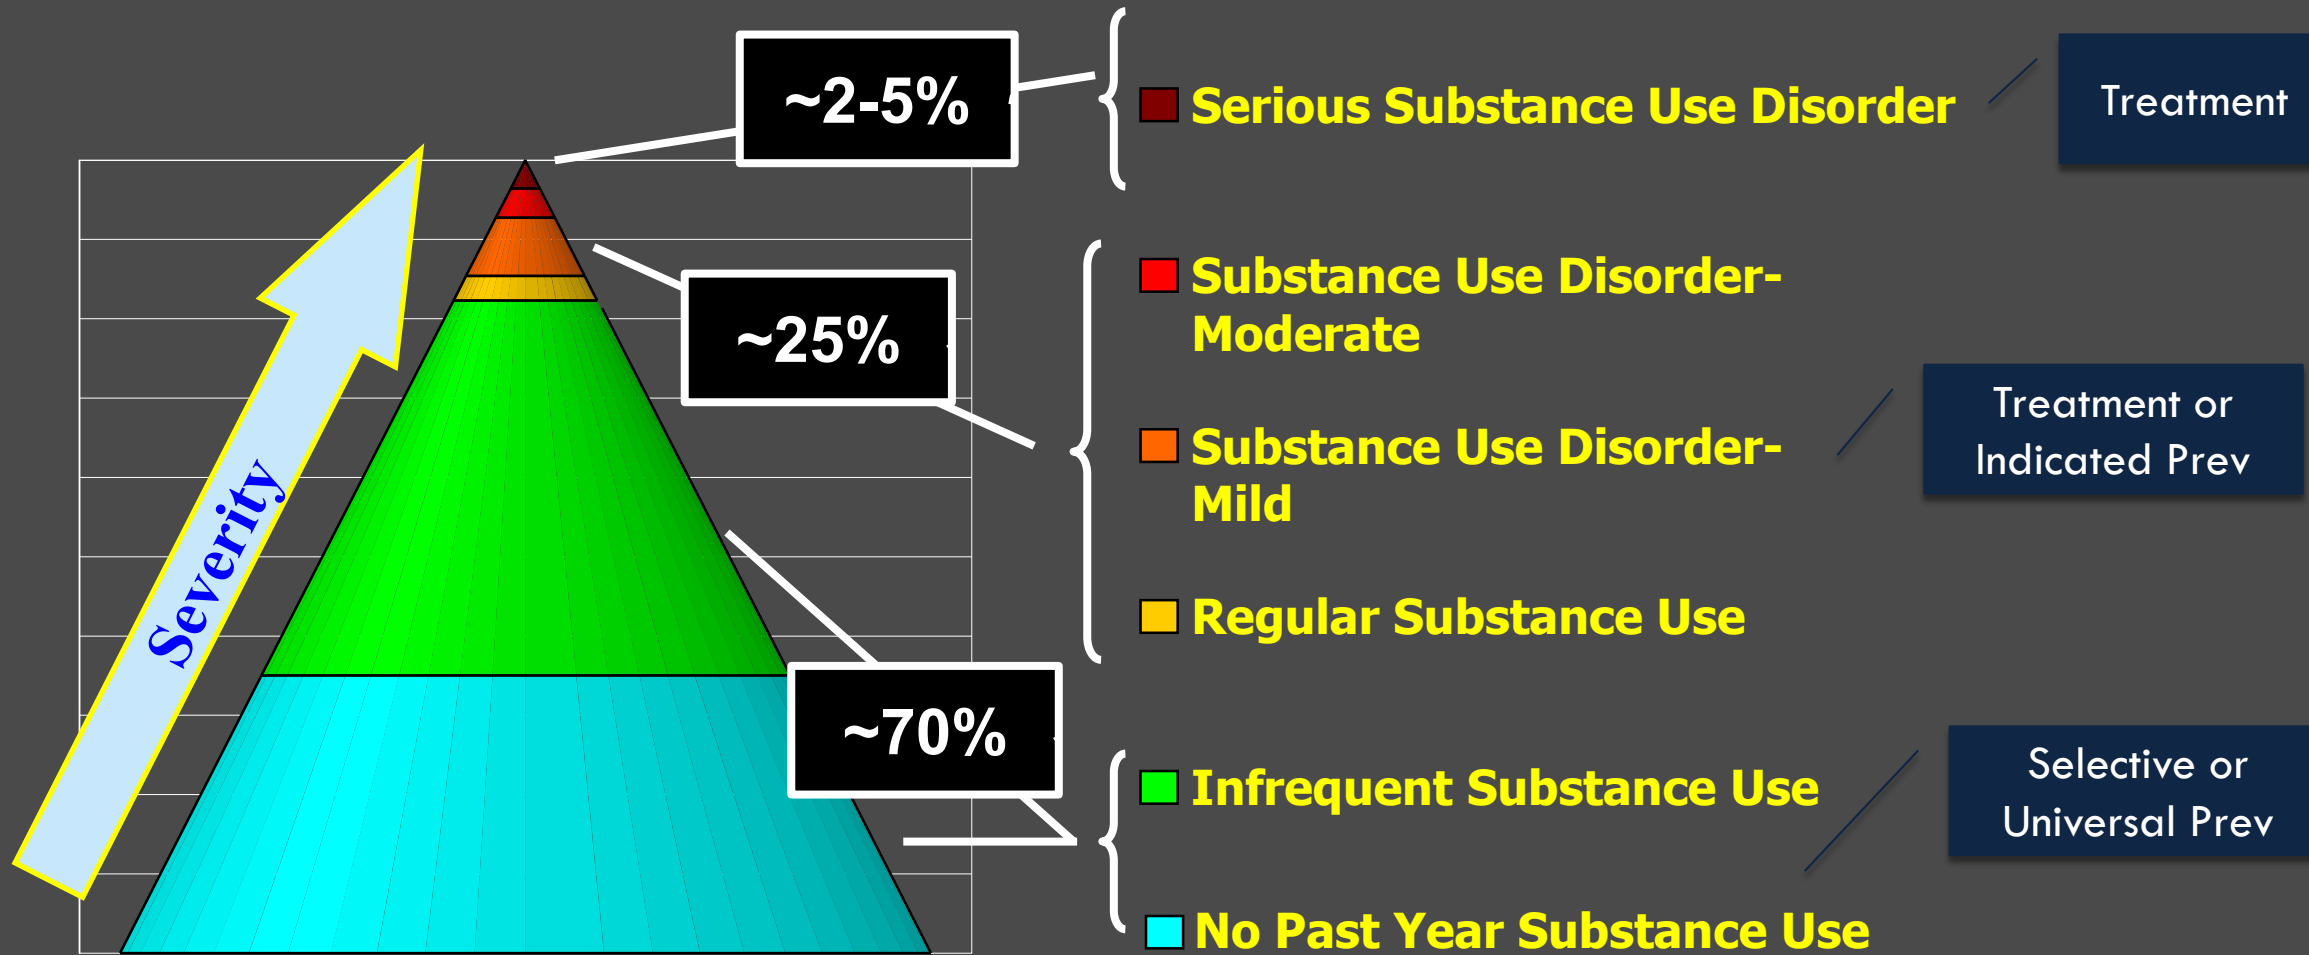 ~2-5%
Serious Substance Use Disorder
Treatment
~25%
Substance Use Disorder-
Moderate
Substance Use Disorder-
Mild
Regular Substance Use
Treatment or
Indicated Prev
Severity
~70%
Infrequent Substance Use
No Past Year Substance Use
Selective or
Universal Prev